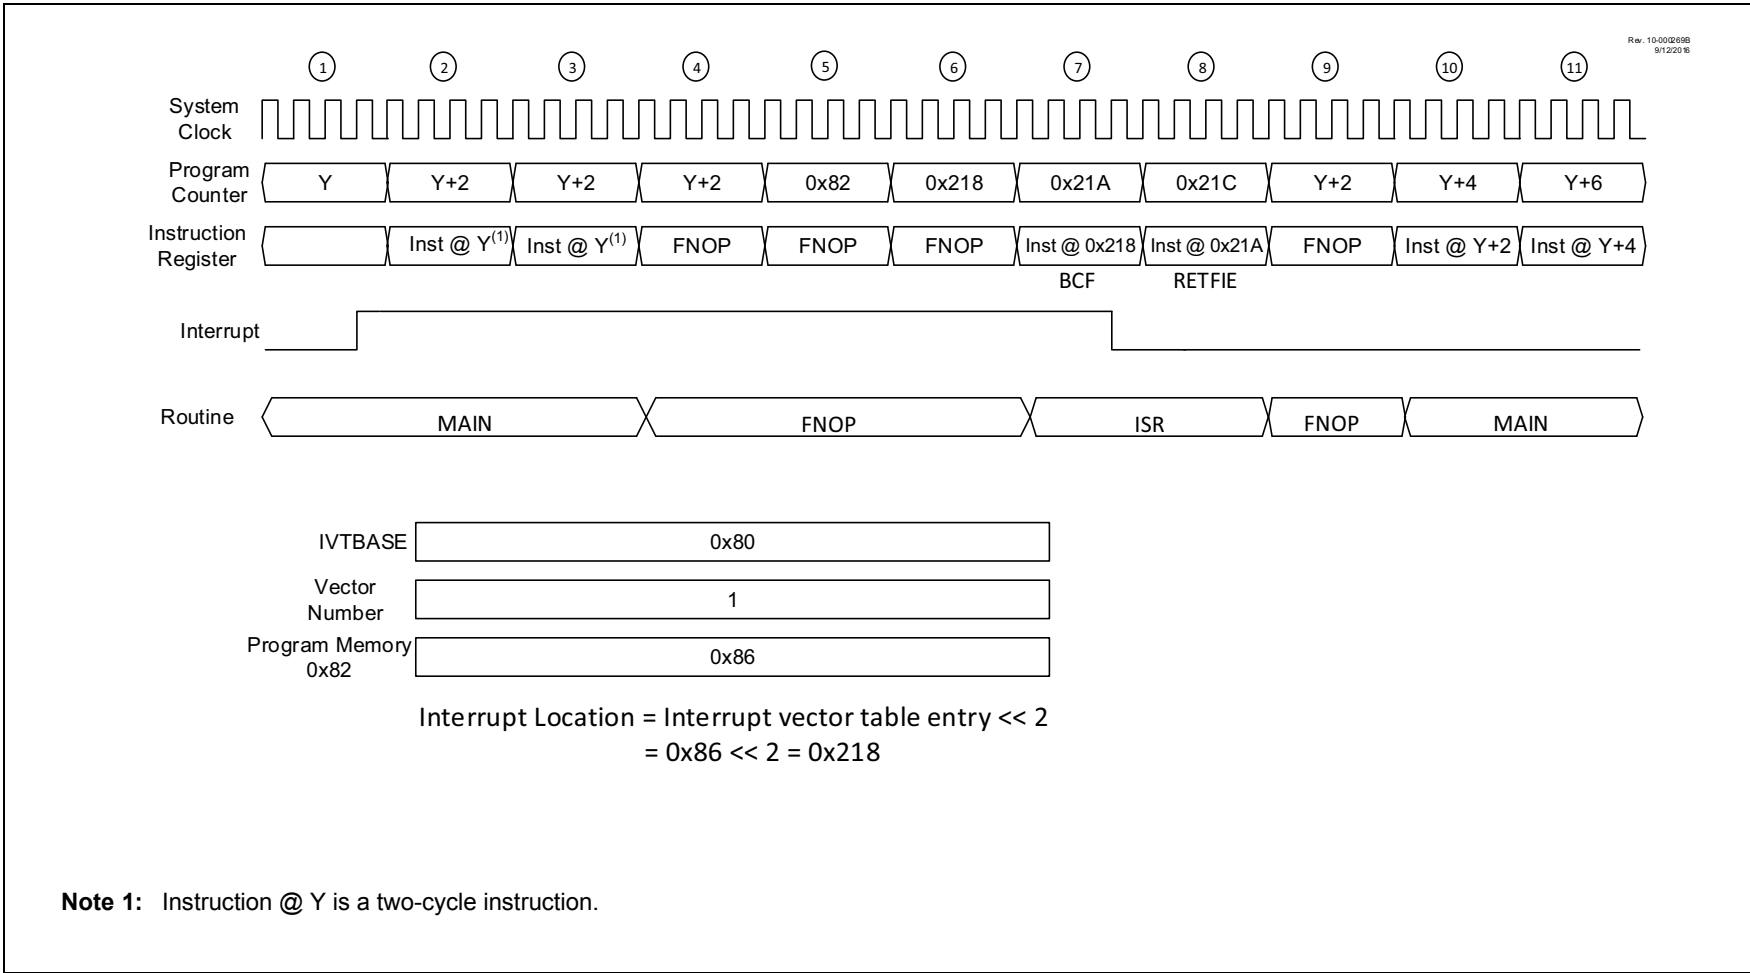 Rev. 10-000269B
9/12/2016
1 2 3 4 5 6 7 8 9 10 11
System
Clock
Program
Counter
Y Y+2 Y+2 Y+2 0x82 0x218 0x21A 0x21C Y+2 Y+4 Y+6
Instruction
Register
Inst @ Y(1) Inst @ Y(1) FNOP FNOP FNOP Inst @ 0x218 Inst @ 0x21A FNOP Inst @ Y+2 Inst @ Y+4
BCF RETFIE
Interrupt
Routine MAIN FNOP ISR FNOP MAIN
IVTBASE 0x80
Vector
Number
1
Program Memory
0x82
0x86
Interrupt Location = Interrupt vector table entry << 2
= 0x86 << 2 = 0x218
Note 1: Instruction @ Y is a two-cycle instruction.